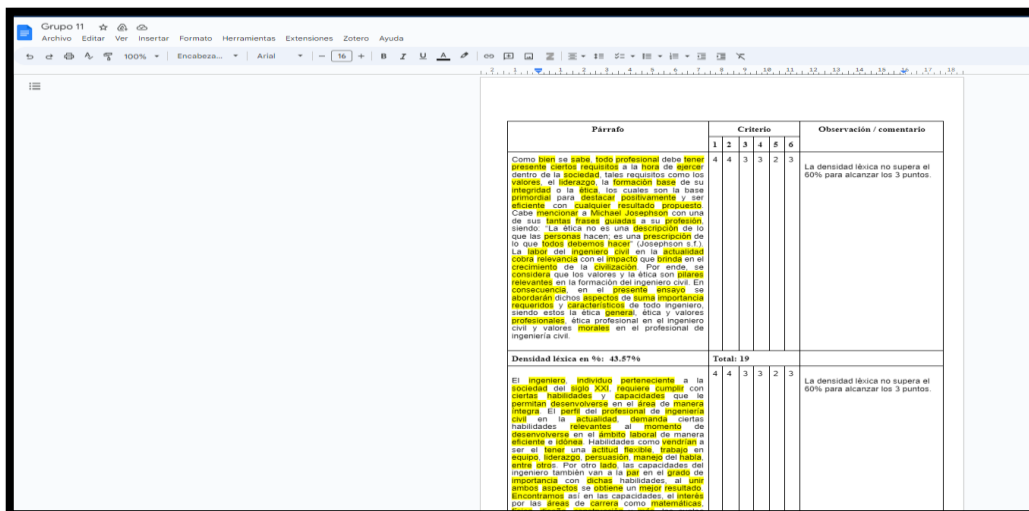 Grupo 11
Archivo Editar Ver Insertar Formato Herramientas Extensiones Zotero Ayuda
100% Encabeza... Arial 16 B I U A
Párrafo Criterio Observación / comentario
1 2 3 4 5 6
Como bien se sabe, todo profesional debe tener 4 4 3 3 2 3
presente ciertos requisitos a la hora de ejercer La densidad léxica no supera el
dentro de la sociedad, tales requisitos como los 60% para alcanzar los 3 puntos.
valores, el liderazgo, la formación base de su
integridad o la ética, los cuales son la base
primordial para destacar positivamente y ser
eficiente con cualquier resultado propuesto.
Cabe mencionar a Michael Josephson con una
de sus tantas frases guiadas a su profesión,
siendo: "La ética no es una descripción de lo
que las personas hacen; es una prescripción de
lo que todos debemos hacer" (Josephson s.f.).
La labor del ingeniero civil en la actualidad
cobra relevancia con el impacto que brinda en el
crecimiento de la civilización. Por ende, se
considera que los valores y la ética son pilares
relevantes en la formación del ingeniero civil. En
consecuencia, en el presente ensayo se
abordarán dichos aspectos de suma importancia
requeridos y característicos de todo ingeniero,
siendo estos la ética general, ética y valores
profesionales, ética profesional en el ingeniero
civil y valores morales en el profesional de
ingeniería civil.
Densidad léxica en %: 43.57% Total: 19
4 4 3 3 2 3
El ingeniero, individuo perteneciente a la La densidad léxica no supera el
sociedad del siglo XXI, requiere cumplir con 60% para alcanzar los 3 puntos.
ciertas habilidades y capacidades que le
permitan desenvolverse en el área de manera
íntegra. El perfil del profesional de ingeniería
civil en la actualidad, demanda ciertas
habilidades relevantes al momento de
desenvolverse en el ámbito laboral de manera
eficiente e idónea. Habilidades como vendrían a
ser el tener una actitud flexible, trabajo en
equipo, liderazgo, persuasión, manejo del habla,
entre otros. Por otro lado, las capacidades del
ingeniero también van a la par en el grado de
importancia con dichas habilidades, al unir
ambos aspectos se obtiene un mejor resultado.
Encontramos así en las capacidades, el interés
por las áreas de carrera como matemáticas,